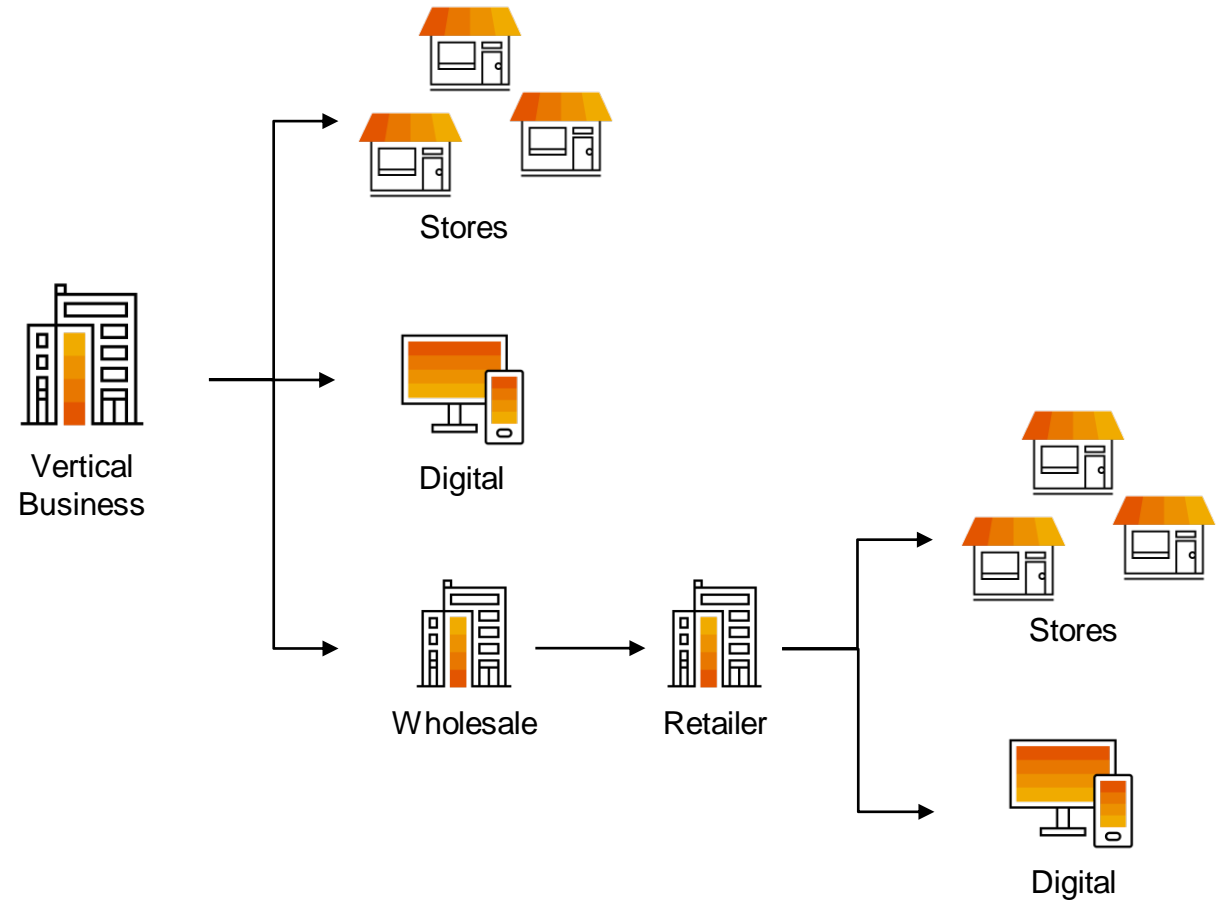 Stores
Vertical
Business
Digital
Wholesale
Retailer
Stores
Digital